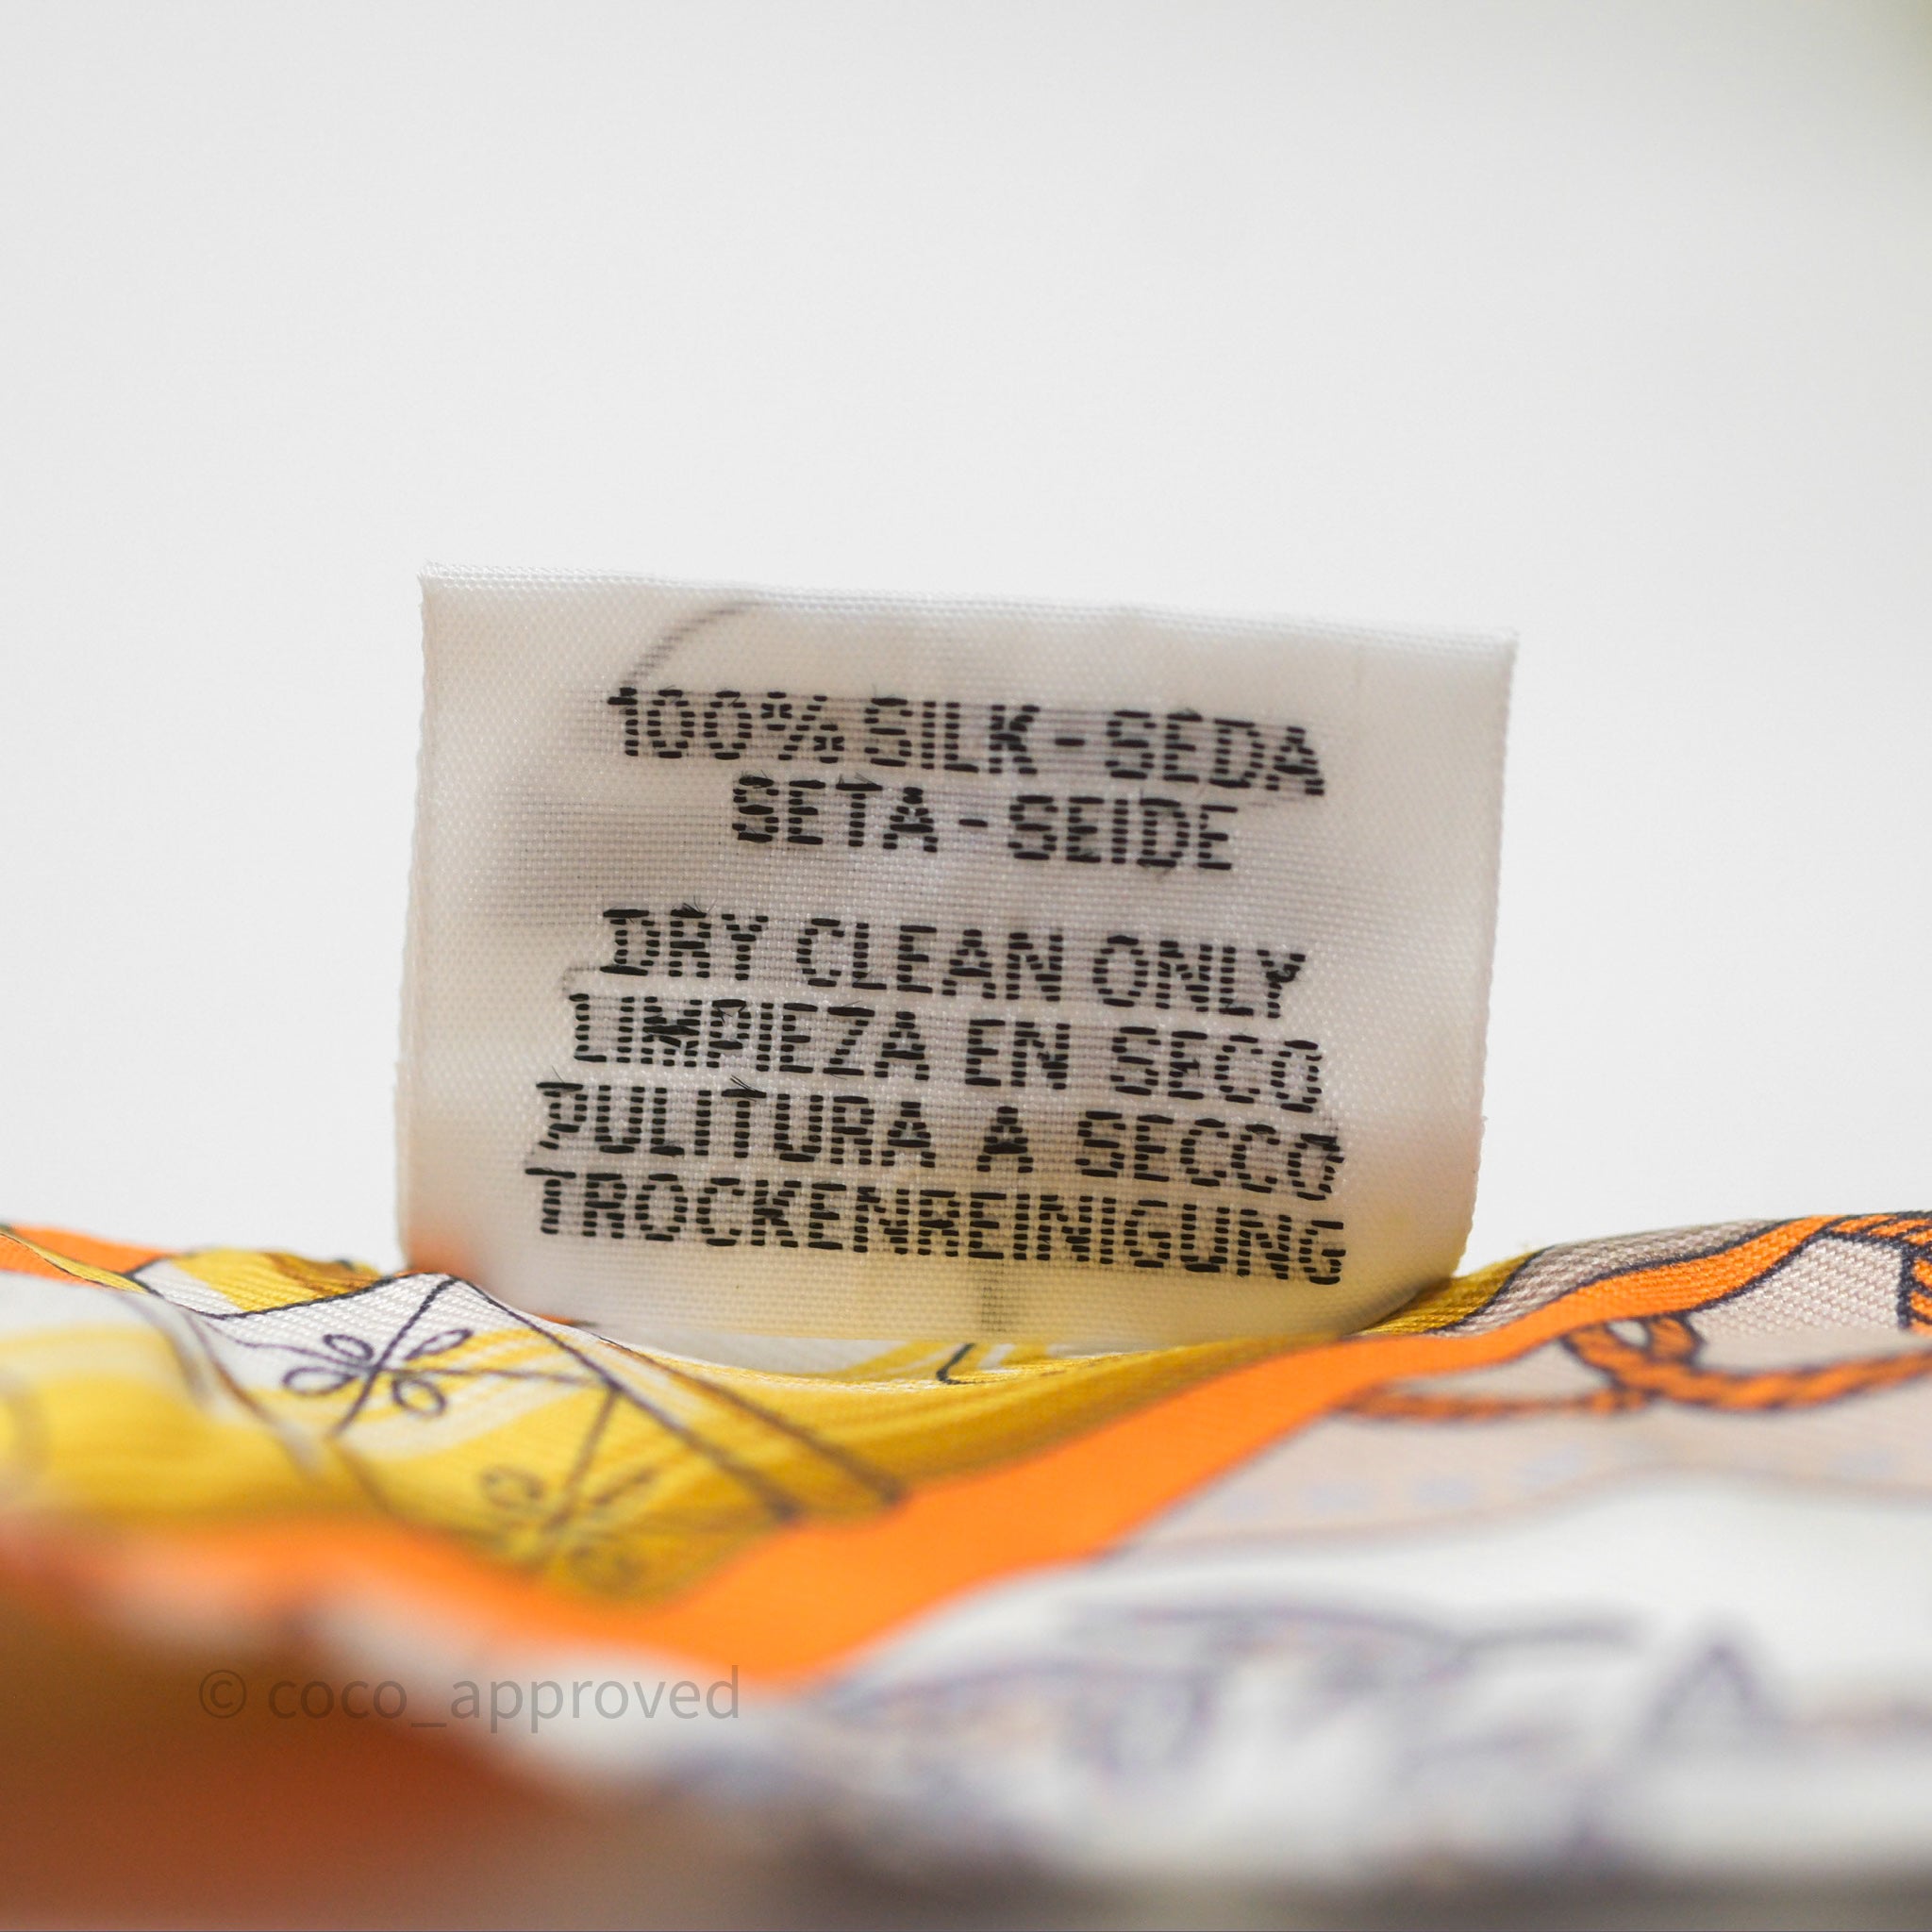 100% SILK - SEDA
SETA - SEIDE
DRY CLEAN ONLY
LIMPIEZA EN SECO
PULITURA A SECCO
TROCKENREINIGUNG
© coco_approved